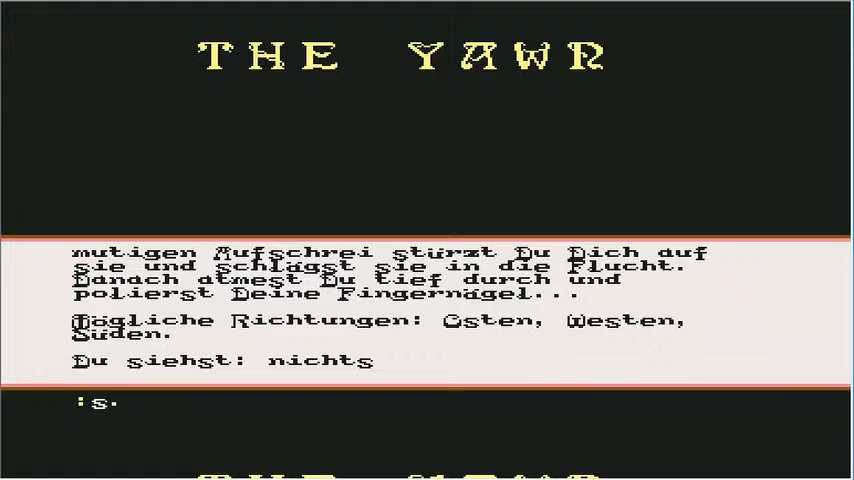 THE YAWN
mutigen Aufschrei stürzt Du Dich auf
sie und schlägst sie in die Flucht.
Danach atmest Du tief durch und
polierst Deine Fingernägel...
Mögliche Richtungen: Osten, Westen,
Süden.
Du siehst: nichts
:s.